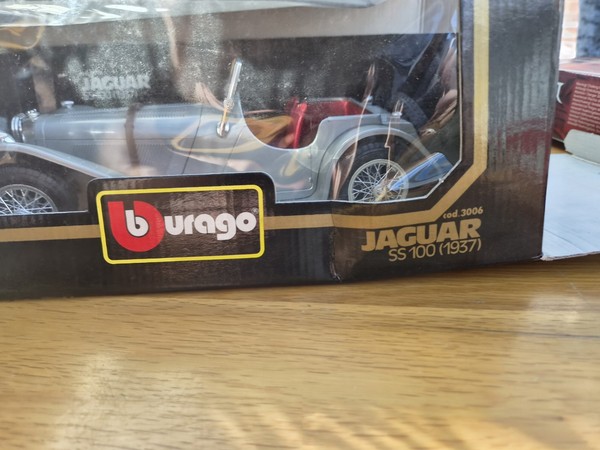 JAGUAR
burago
cod. 3006
JAGUAR
SS 100 (1937)